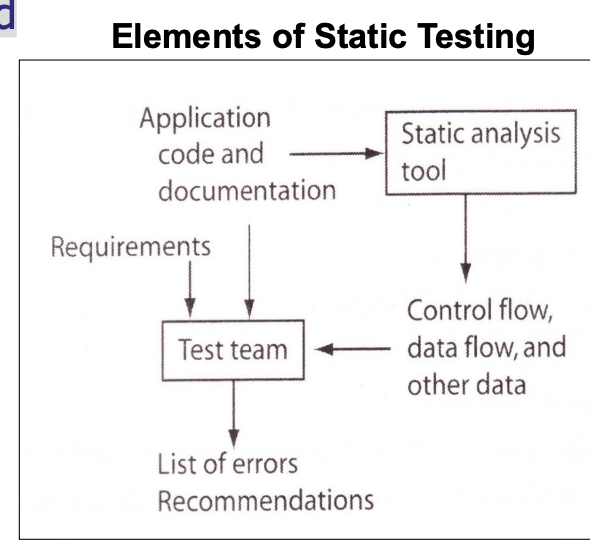 d
Elements of Static Testing
Application
code and
documentation
Static analysis
tool
Requirements
Control flow,
data flow, and
other data
Test team
List of errors
Recommendations